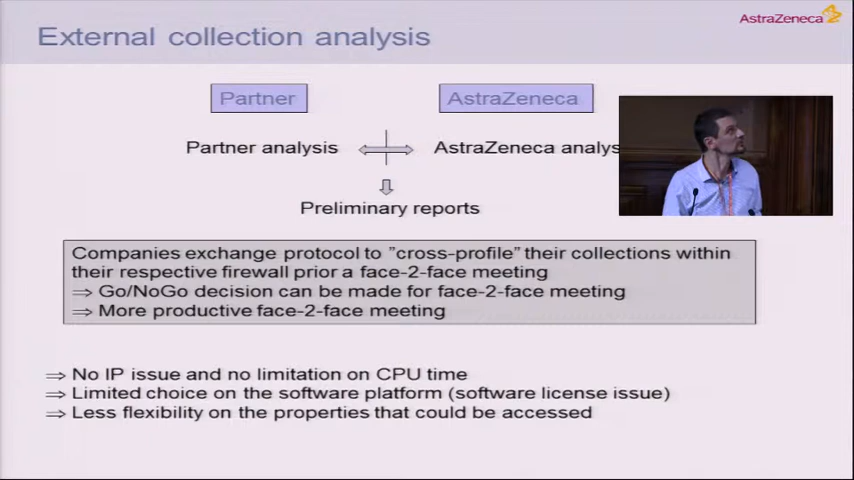 AstraZeneca
External collection analysis
Partner
AstraZeneca
Partner analysis
AstraZeneca analys
Preliminary reports
Companies exchange protocol to "cross-profile" their collections within
their respective firewall prior a face-2-face meeting
⇒ Go/NoGo decision can be made for face-2-face meeting
⇒ More productive face-2-face meeting
⇒ No IP issue and no limitation on CPU time
⇒ Limited choice on the software platform (software license issue)
⇒ Less flexibility on the properties that could be accessed